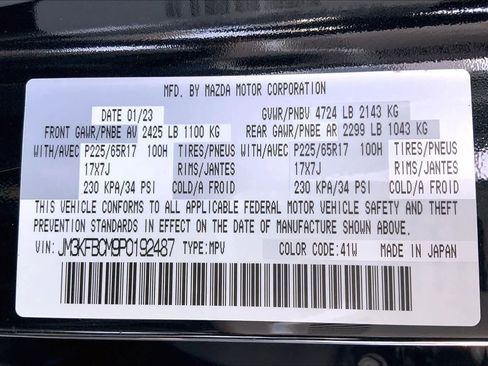 MFD. BY MAZDA MOTOR CORPORATION
DATE 01/23 GVWR/PNBV 4724 LB 2143 KG
FRONT GAWR/PNBE AV 2425 LB 1100 KG REAR GAWR/PNBE AR 2299 LB 1043 KG
WITH/AVEC P225/65R17 100H TIRES/PNEUS WITH/AVEC P225/65R17 100H TIRES/PNEUS
17X7J RIMS/JANTES 17X7J RIMS/JANTES
230 KPA/34 PSI COLD/A FROID 230 KPA/34 PSI COLD/A FROID
THIS VEHICLE CONFORMS TO ALL APPLICABLE FEDERAL MOTOR VEHICLE SAFETY AND THEFT
PREVENTION STANDARDS IN EFFECT ON THE DATE OF MANUFACTURE SHOWN ABOVE.
VIN: JM3KFBCM9P0192487 TYPE: MPV COLOR CODE: 41W MADE IN JAPAN